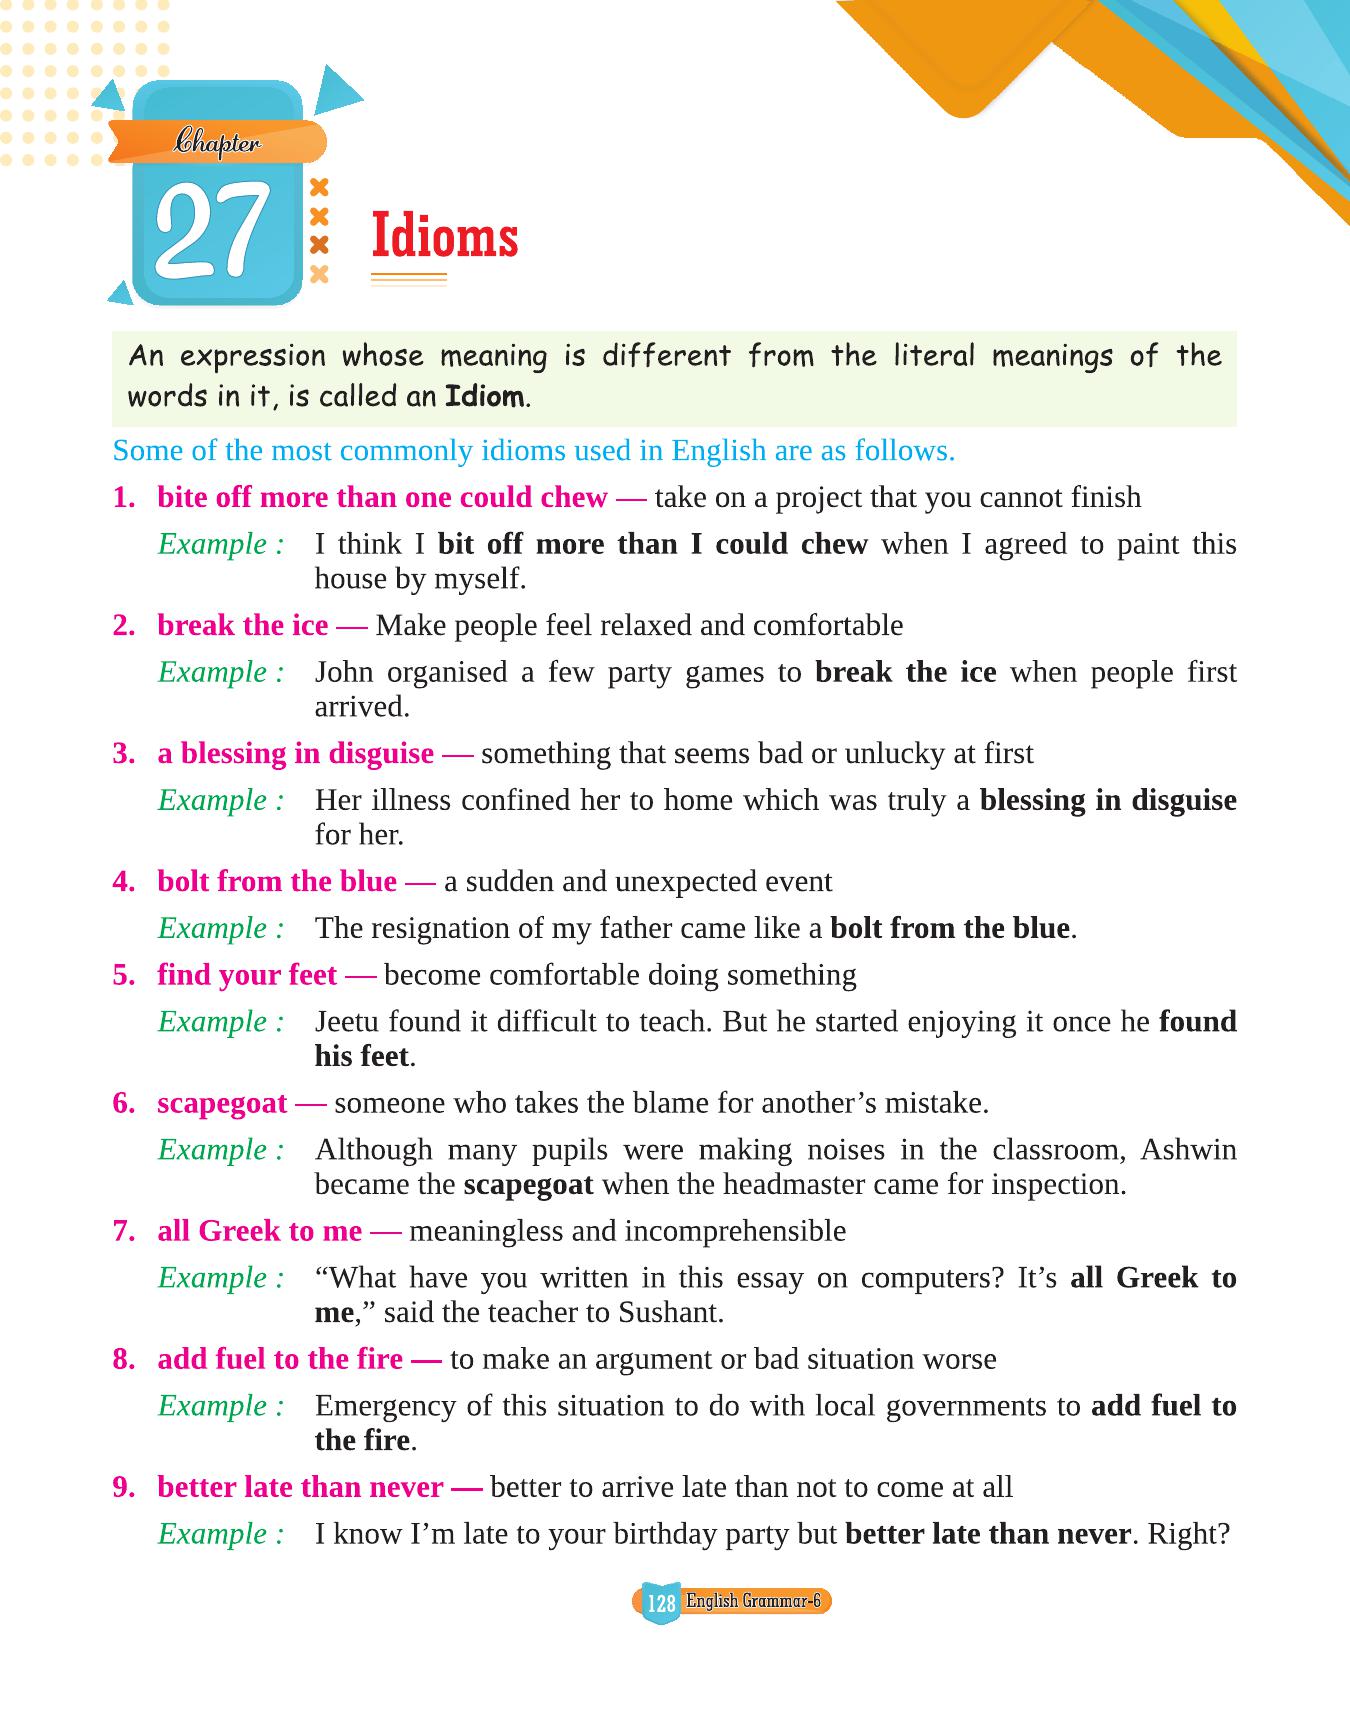 Chapter
27
Idioms
An expression whose meaning is different from the literal meanings of the
words in it, is called an Idiom.
Some of the most commonly idioms used in English are as follows.
1. bite off more than one could chew — take on a project that you cannot finish
Example : I think I bit off more than I could chew when I agreed to paint this
house by myself.
2. break the ice — Make people feel relaxed and comfortable
Example : John organised a few party games to break the ice when people first
arrived.
3. a blessing in disguise — something that seems bad or unlucky at first
Example : Her illness confined her to home which was truly a blessing in disguise
for her.
4. bolt from the blue — a sudden and unexpected event
Example : The resignation of my father came like a bolt from the blue.
5. find your feet — become comfortable doing something
Example : Jeetu found it difficult to teach. But he started enjoying it once he found
his feet.
6. scapegoat — someone who takes the blame for another’s mistake.
Example : Although many pupils were making noises in the classroom, Ashwin
became the scapegoat when the headmaster came for inspection.
7. all Greek to me — meaningless and incomprehensible
Example : “What have you written in this essay on computers? It’s all Greek to
me,” said the teacher to Sushant.
8. add fuel to the fire — to make an argument or bad situation worse
Example : Emergency of this situation to do with local governments to add fuel to
the fire.
9. better late than never — better to arrive late than not to come at all
Example : I know I’m late to your birthday party but better late than never. Right?
128 English Grammar-6